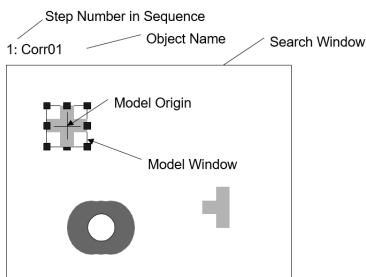 Step Number in Sequence
Object Name
Search Window
1: Corr01
Model Origin
Model Window